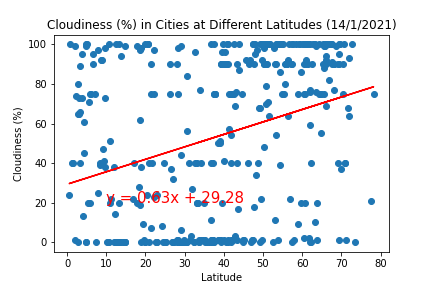 Cloudiness (%) in Cities at Different Latitudes (14/1/2021)
Cloudiness (%)
100
80
60
40
20
0
y = 0.63x + 29.28
0 10 20 30 40 50 60 70 80
Latitude